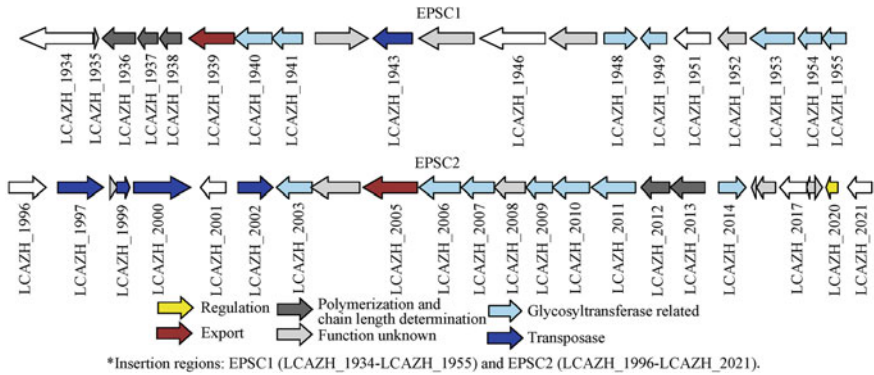 EPSC1
LCAZH_1934
LCAZH_1935
LCAZH_1936
LCAZH_1937
LCAZH_1938
LCAZH_1939
LCAZH_1940
LCAZH_1941
LCAZH_1943
LCAZH_1946
LCAZH_1948
LCAZH_1949
LCAZH_1951
LCAZH_1952
LCAZH_1953
LCAZH_1954
LCAZH_1955
EPSC2
LCAZH_1996
LCAZH_1997
LCAZH_1999
LCAZH_2000
LCAZH_2001
LCAZH_2002
LCAZH_2003
LCAZH_2005
LCAZH_2006
LCAZH_2007
LCAZH_2008
LCAZH_2009
LCAZH_2010
LCAZH_2011
LCAZH_2012
LCAZH_2013
LCAZH_2014
LCAZH_2017
LCAZH_2020
LCAZH_2021
Regulation
Polymerization and
chain length determination
Glycosyltransferase related
Export
Function unknown
Transposase
*Insertion regions: EPSC1 (LCAZH_1934-LCAZH_1955) and EPSC2 (LCAZH_1996-LCAZH_2021).